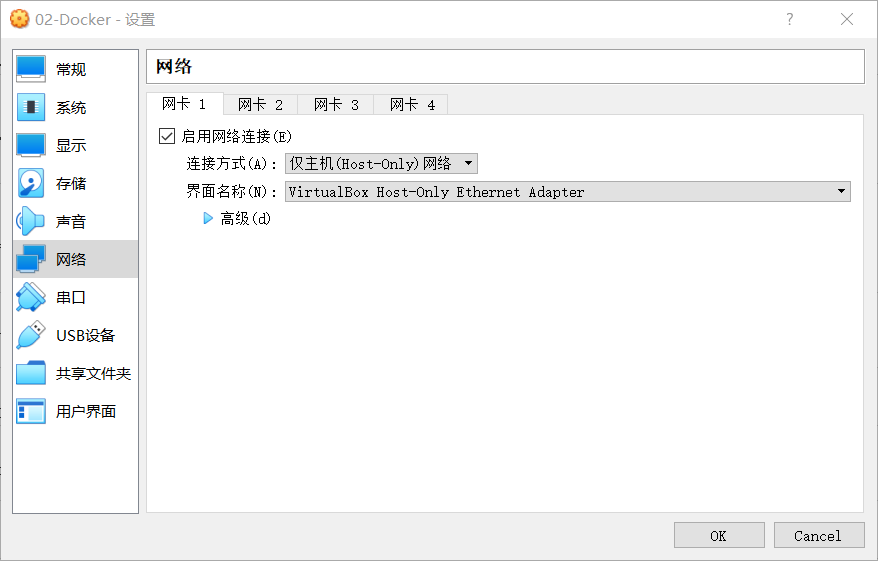 02-Docker - 设置
?
常规
系统
显示
存储
声音
网络
串口
USB设备
共享文件夹
用户界面
网络
网卡 1 网卡 2 网卡 3 网卡 4
启用网络连接(E)
连接方式(A): 仅主机(Host-Only)网络
界面名称(N): VirtualBox Host-Only Ethernet Adapter
高级(d)
OK Cancel